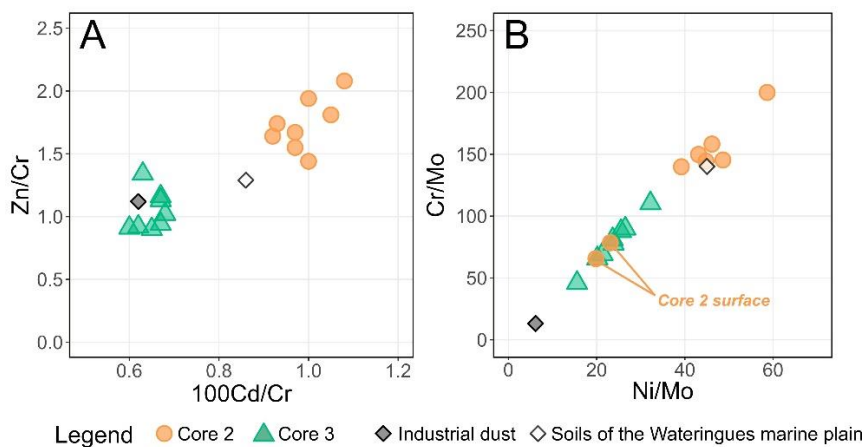 A
Zn/Cr
2.5
2.0
1.5
1.0
0.5
0.0
0.6
0.8
1.0
1.2
100Cd/Cr
B
Cr/Mo
250
200
150
100
50
0
Core 2 surface
0
20
40
60
Ni/Mo
Legend Core 2 Core 3 Industrial dust Soils of the Wateringues marine plain